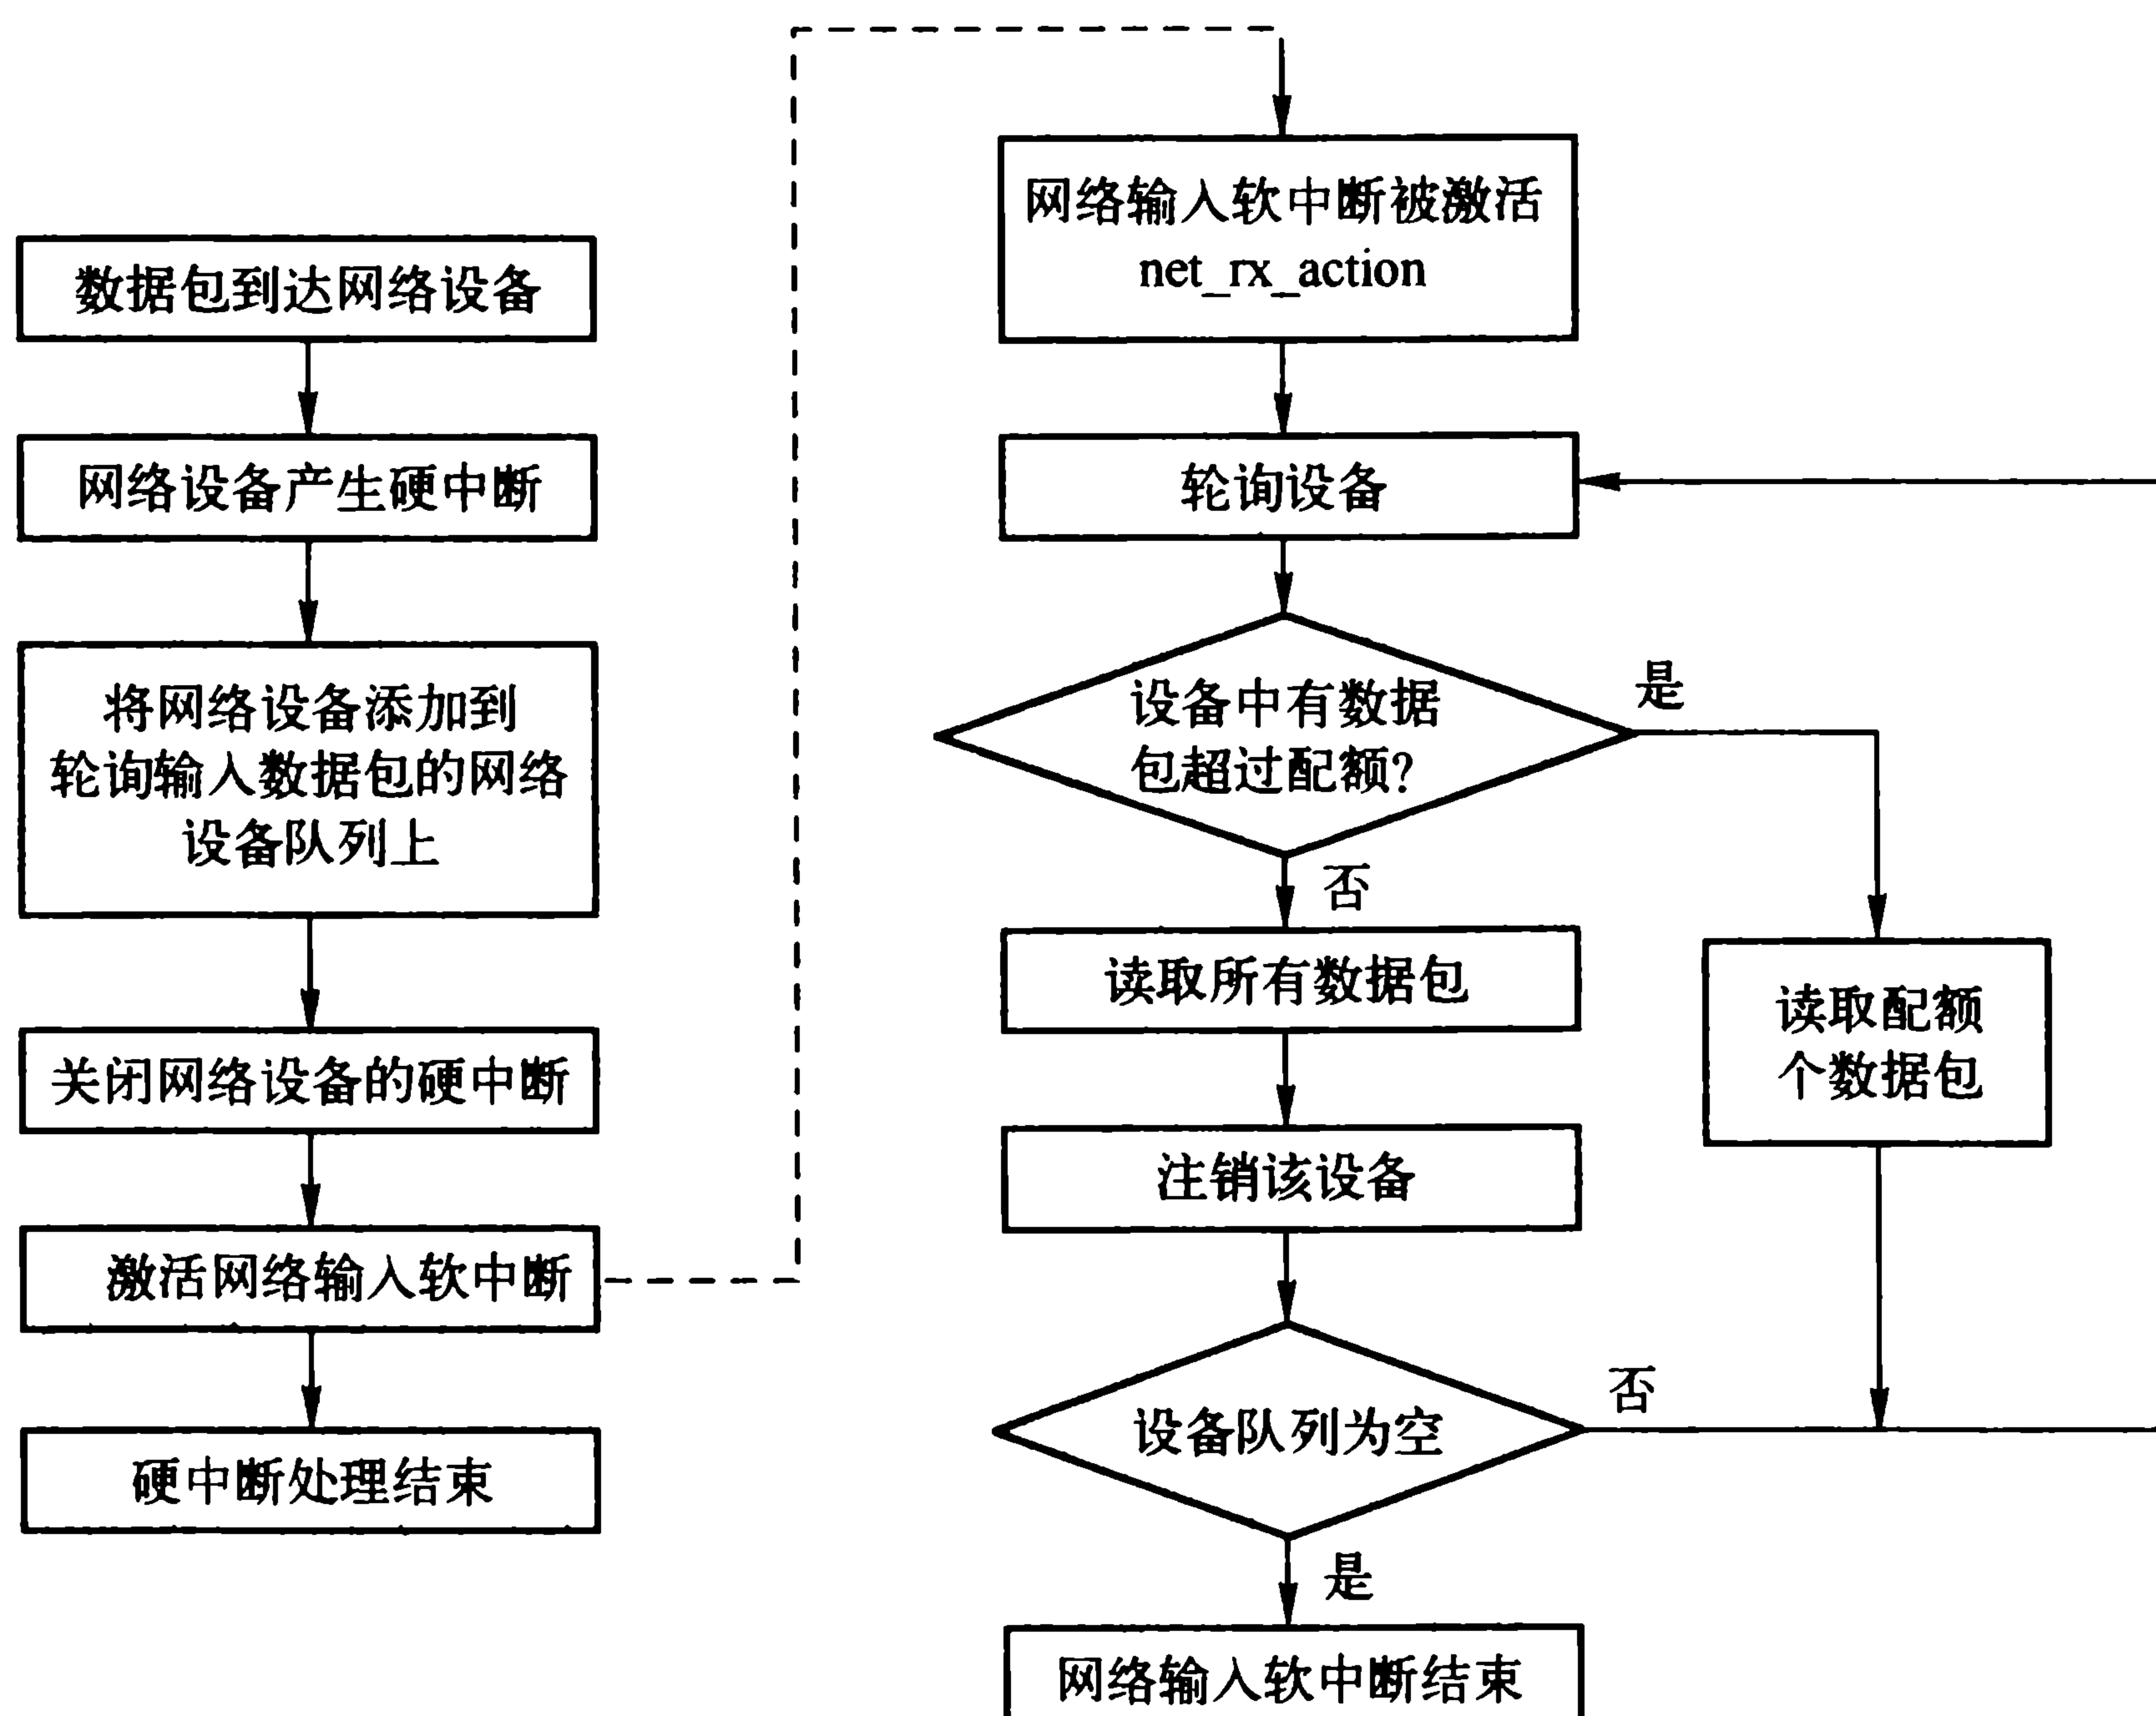 数据包到达网络设备
网络设备产生硬中断
将网络设备添加到
轮询输入数据包的网络
设备队列上
关闭网络设备的硬中断
激活网络输入软中断
硬中断处理结束
网络输入软中断被激活
net_rx_action
轮询设备
设备中有数据
包超过配额?
是
否
读取所有数据包
读取配额
个数据包
注销该设备
设备队列为空
否
是
网络输入软中断结束